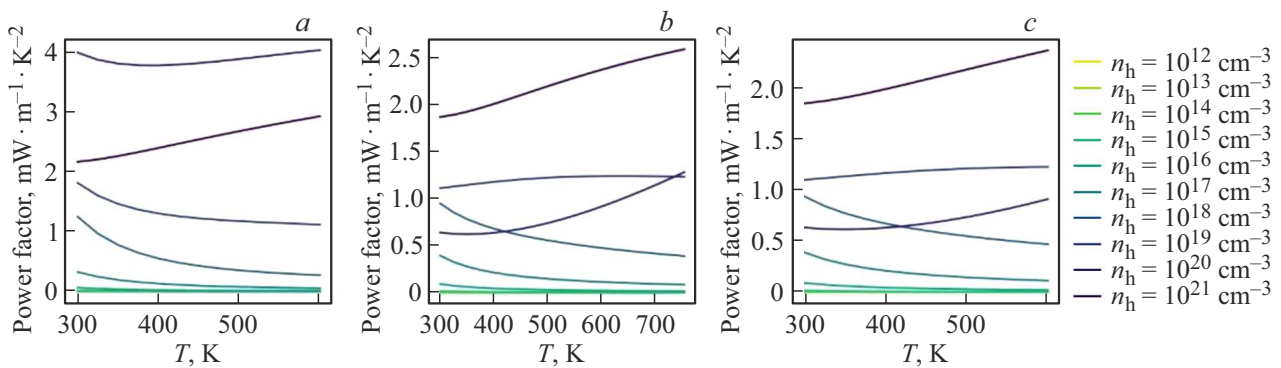 a
b
c
Power factor, mW · m⁻¹ · K⁻²
4
3
2
1
0
300
400
500
T, K
Power factor, mW · m⁻¹ · K⁻²
2.5
2.0
1.5
1.0
0.5
0
300
400
500
600
700
T, K
Power factor, mW · m⁻¹ · K⁻²
2.0
1.5
1.0
0.5
0
300
400
500
T, K
nₕ = 10¹² cm⁻³
nₕ = 10¹³ cm⁻³
nₕ = 10¹⁴ cm⁻³
nₕ = 10¹⁵ cm⁻³
nₕ = 10¹⁶ cm⁻³
nₕ = 10¹⁷ cm⁻³
nₕ = 10¹⁸ cm⁻³
nₕ = 10¹⁹ cm⁻³
nₕ = 10²⁰ cm⁻³
nₕ = 10²¹ cm⁻³